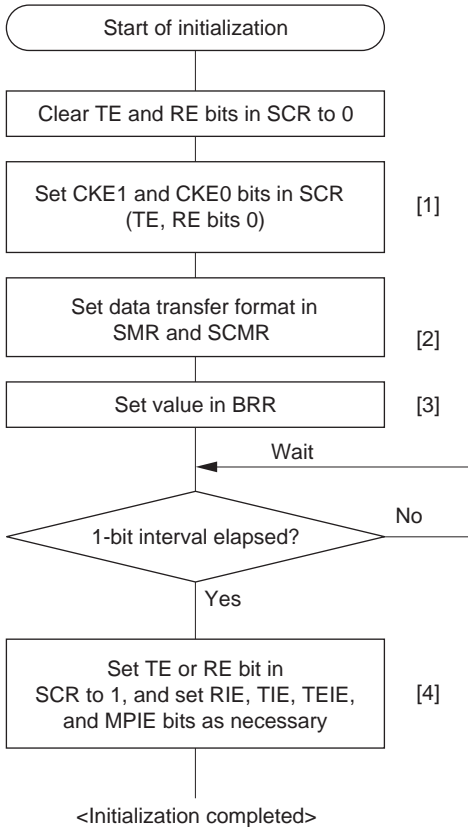 Start of initialization
Clear TE and RE bits in SCR to 0
Set CKE1 and CKE0 bits in SCR
(TE, RE bits 0)
[1]
Set data transfer format in
SMR and SCMR
[2]
Set value in BRR
[3]
Wait
1-bit interval elapsed?
No
Yes
Set TE or RE bit in
SCR to 1, and set RIE, TIE, TEIE,
and MPIE bits as necessary
[4]
<Initialization completed>